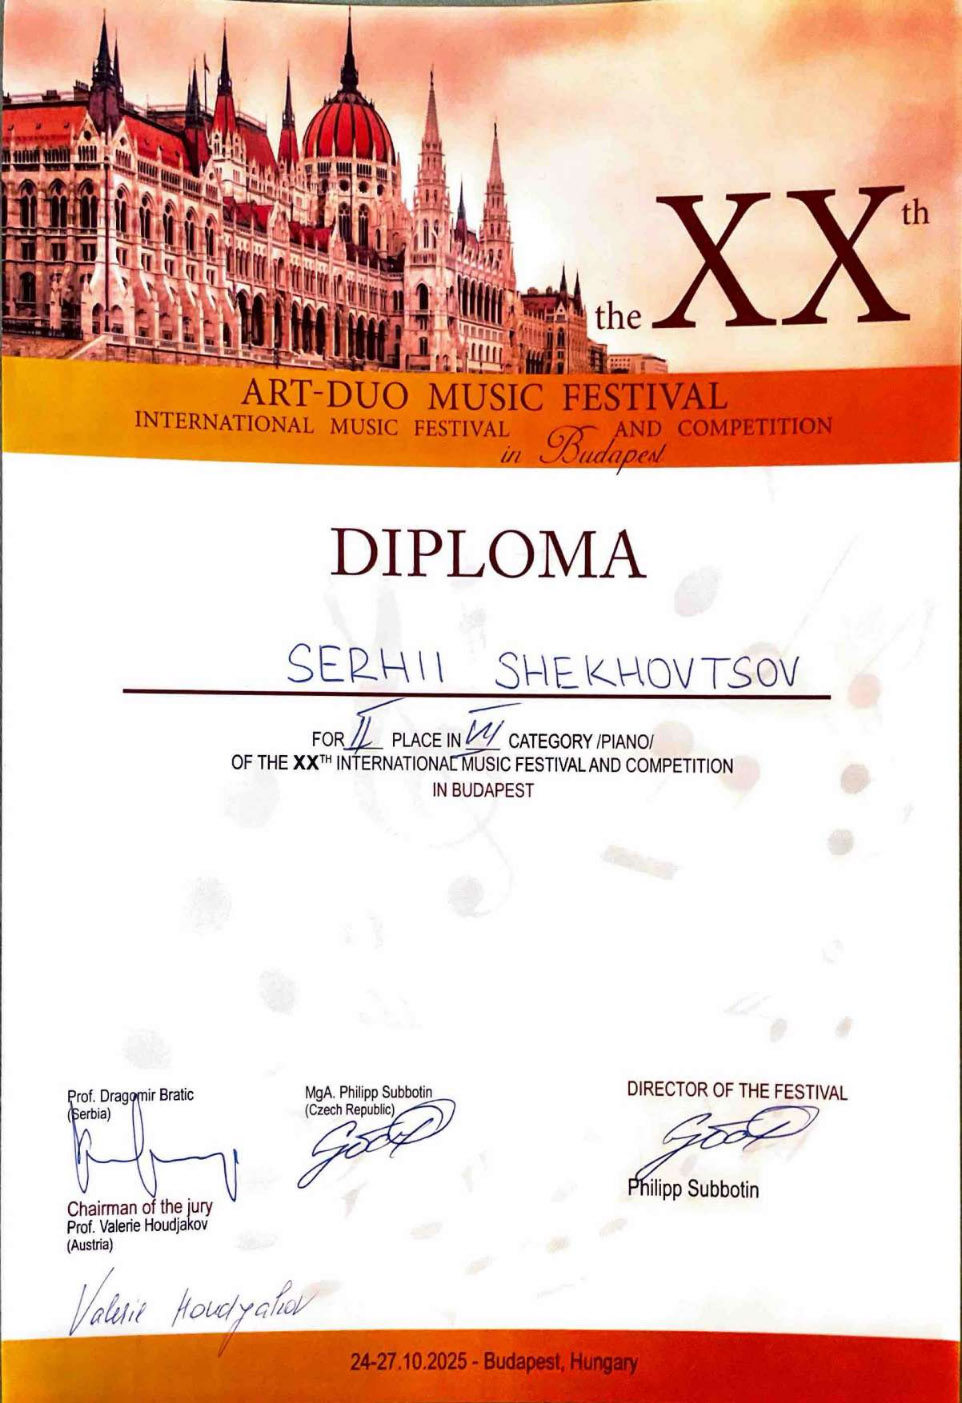 the XXth
ART-DUO MUSIC FESTIVAL
INTERNATIONAL MUSIC FESTIVAL AND COMPETITION
in Budapest
DIPLOMA
SERHII SHEKHOVTSOV
FOR II PLACE IN VII CATEGORY /PIANO/
OF THE XXTH INTERNATIONAL MUSIC FESTIVAL AND COMPETITION
IN BUDAPEST
Prof. Dragomir Bratic
(Serbia)
Chairman of the jury
Prof. Valerie Houdjakov
(Austria)
Valerie Houdyakov
MgA. Philipp Subbotin
(Czech Republic)
DIRECTOR OF THE FESTIVAL
Philipp Subbotin
24-27.10.2025 - Budapest, Hungary